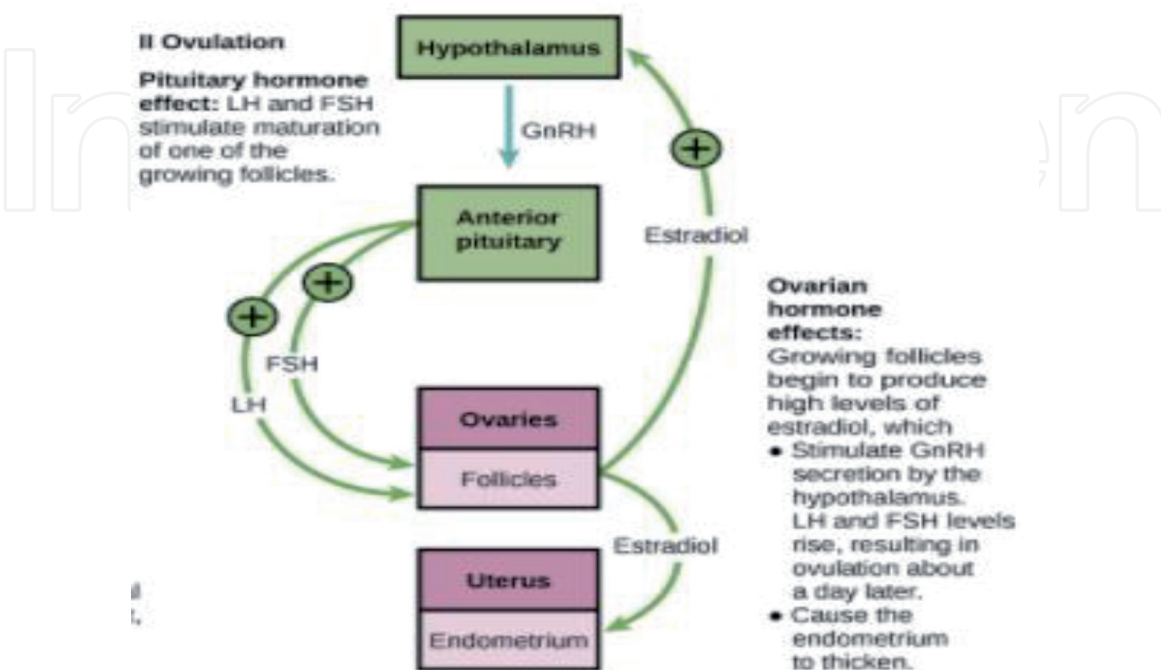 II Ovulation
Pituitary hormone
effect: LH and FSH
stimulate maturation
of one of the
growing follicles.
Hypothalamus
GnRH
+
Anterior
pituitary
Estradiol
+
+
FSH
LH
Ovaries
Follicles
Estradiol
Uterus
Endometrium
Ovarian
hormone
effects:
Growing follicles
begin to produce
high levels of
estradiol, which
• Stimulate GnRH
secretion by the
hypothalamus.
LH and FSH levels
rise, resulting in
ovulation about
a day later.
• Cause the
endometrium
to thicken.